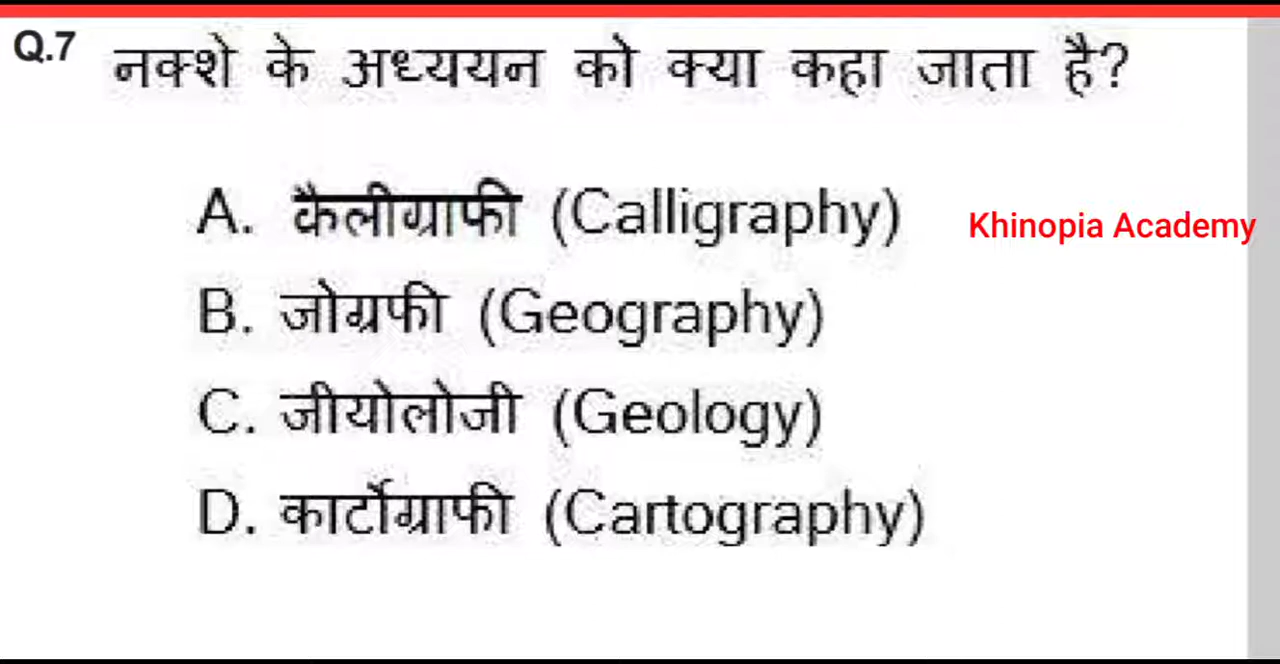 Q.7 नक्शे के अध्ययन को क्या कहा जाता है?
A. कैलीग्राफी (Calligraphy)
Khinopia Academy
B. जोग्रफी (Geography)
C. जीयोलोजी (Geology)
D. कार्टोग्राफी (Cartography)